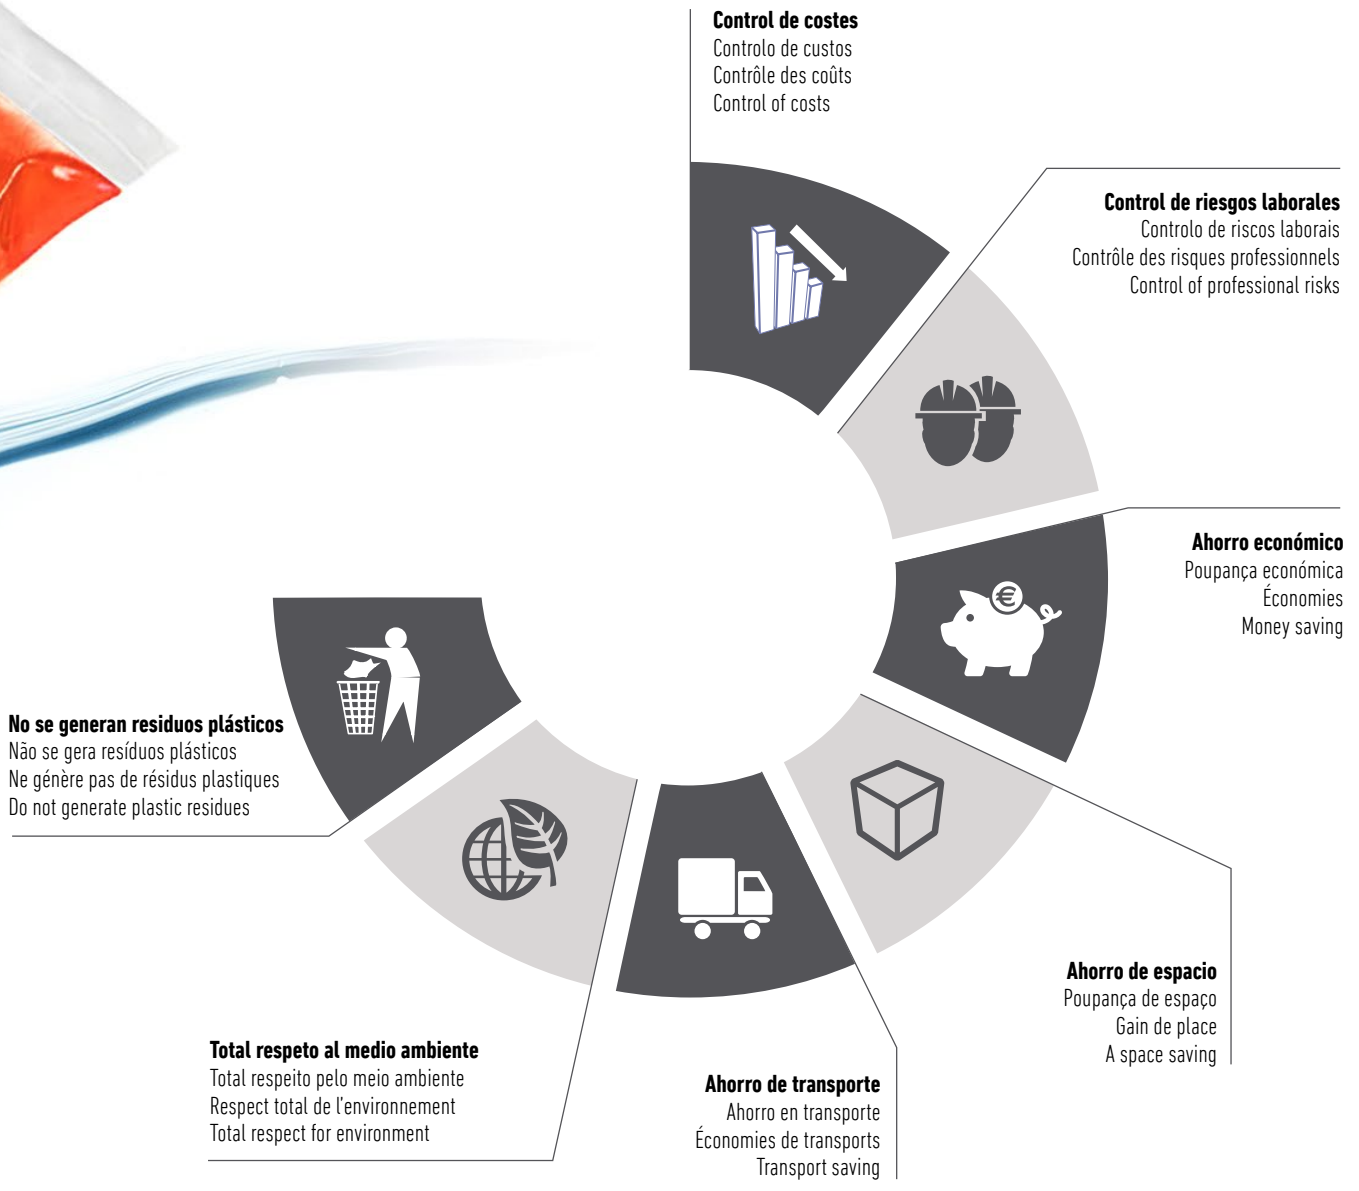 Control de costes
Controlo de custos
Contrôle des coûts
Control of costs
Control de riesgos laborales
Controlo de riscos laborais
Contrôle des risques professionnels
Control of professional risks
Ahorro económico
Poupança económica
Économies
Money saving
€
No se generan residuos plásticos
Não se gera resíduos plásticos
Ne génère pas de résidus plastiques
Do not generate plastic residues
Ahorro de espacio
Poupança de espaço
Gain de place
A space saving
Total respeto al medio ambiente
Total respeito pelo meio ambiente
Respect total de l'environnement
Total respect for environment
Ahorro de transporte
Ahorro en transporte
Économies de transports
Transport saving